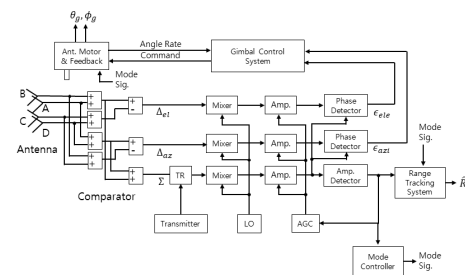 θg, ϕg
Ant. Motor & Feedback
Angle Rate
Command
Gimbal Control System
Mode Sig.
B
A
C
D
Antenna
+ +
+ -
+ +
+ +
+ -
+ +
+ +
Δel
Mixer
Amp.
Phase Detector
ϵele
Δaz
Mixer
Amp.
Phase Detector
ϵazi
Mode Sig.
Comparator
Σ
TR
Mixer
Amp.
Amp. Detector
Range Tracking System
R̂
Transmitter
LO
AGC
Mode Controller
Mode Sig.